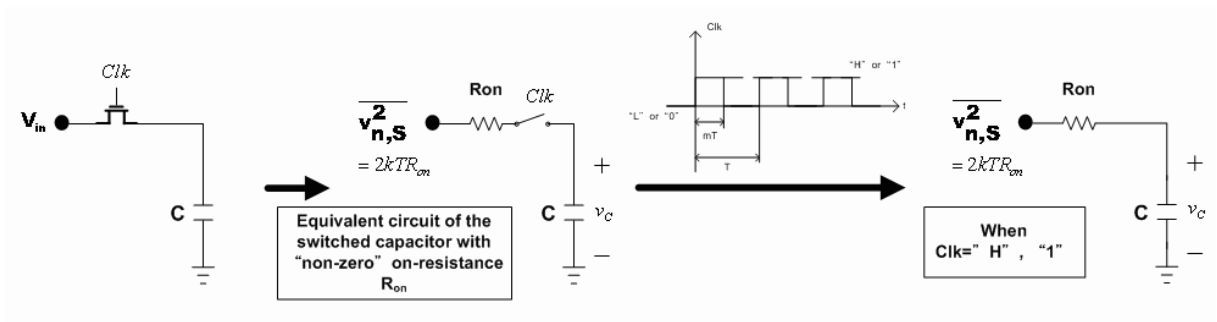 Clk
V_in
C
v²_n,S
= 2kTR_on
Ron
Clk
C
+
v_C
—
Equivalent circuit of the
switched capacitor with
“non-zero” on-resistance
R_on
Clk
“H” or “1”
“L” or “0”
t
mT
T
v²_n,S
= 2kTR_on
Ron
C
+
v_C
—
When
Clk=” H” , “1”